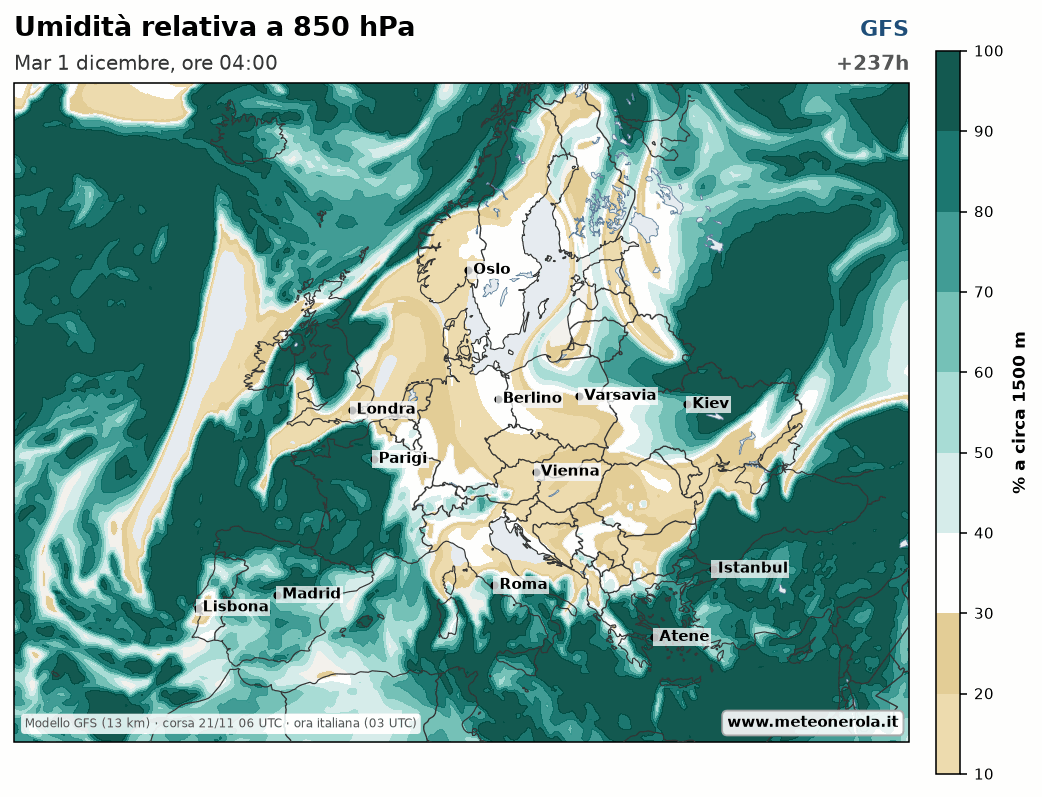 Umidità relativa a 850 hPa
GFS
Mar 1 dicembre, ore 04:00
+237h
100
90
80
70
60
50
40
30
20
10
% a circa 1500 m
Oslo
Berlino
Varsavia
Kiev
Londra
Parigi
Vienna
Istanbul
Roma
Madrid
Lisbona
Atene
Modello GFS (13 km) · corsa 21/11 06 UTC · ora italiana (03 UTC)
www.meteonerola.it